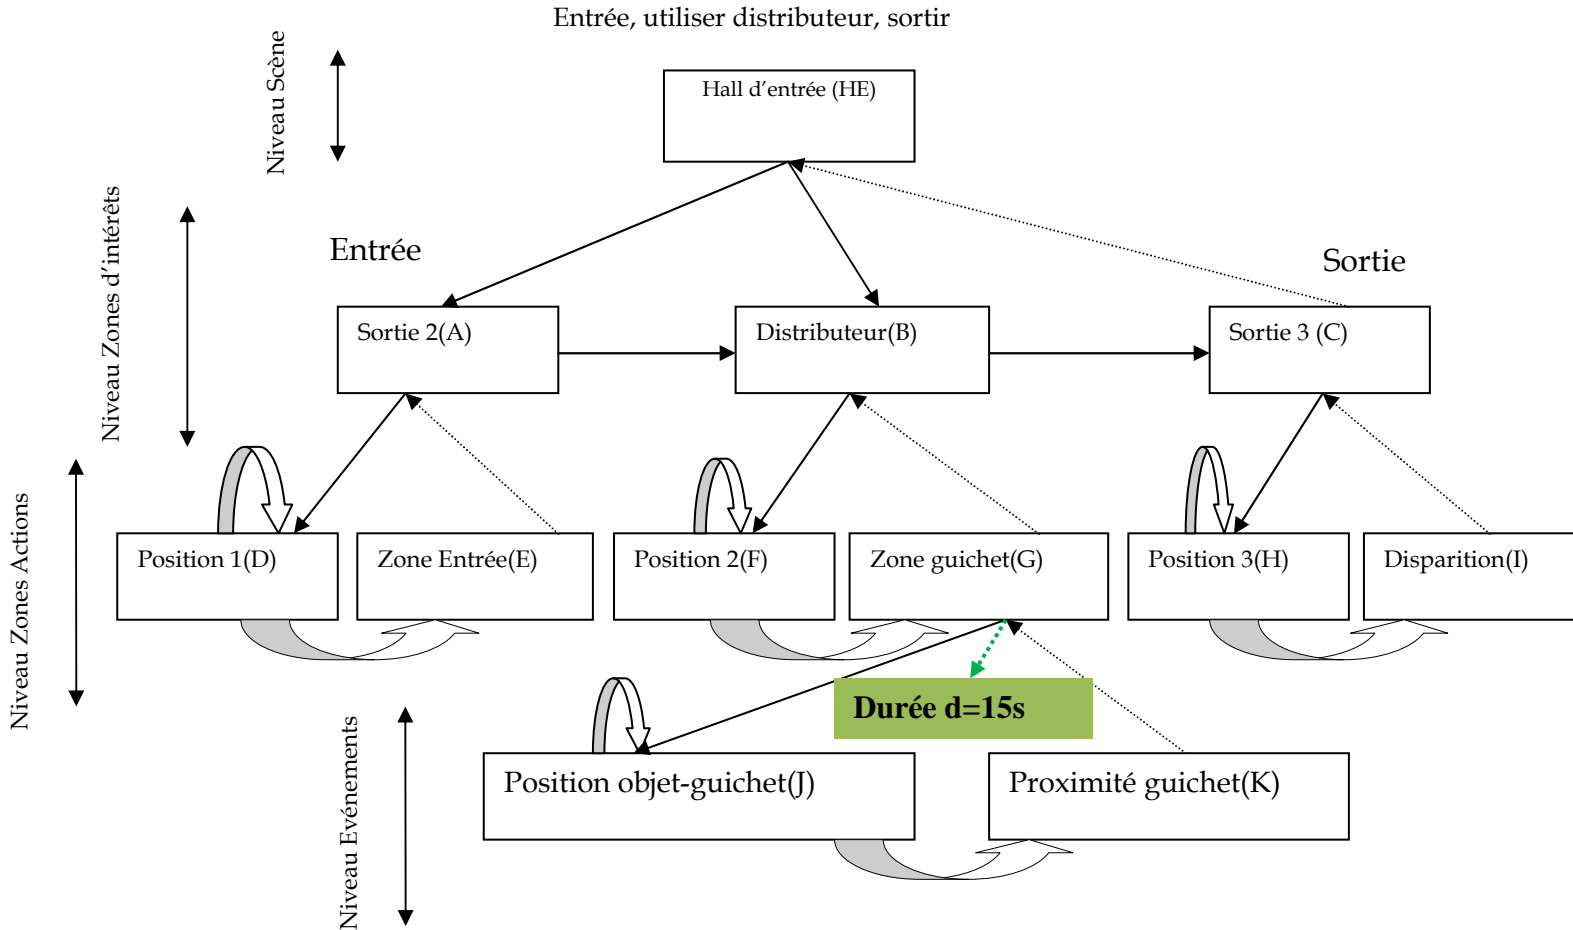 Entrée, utiliser distributeur, sortir
Niveau Scène
Hall d'entrée (HE)
Niveau Zones d'intérêts
Entrée
Sortie
Sortie 2(A)
Distributeur(B)
Sortie 3 (C)
Niveau Zones Actions
Position 1(D)
Zone Entrée(E)
Position 2(F)
Zone guichet(G)
Position 3(H)
Disparition(I)
Durée d=15s
Niveau Evénements
Position objet-guichet(J)
Proximité guichet(K)